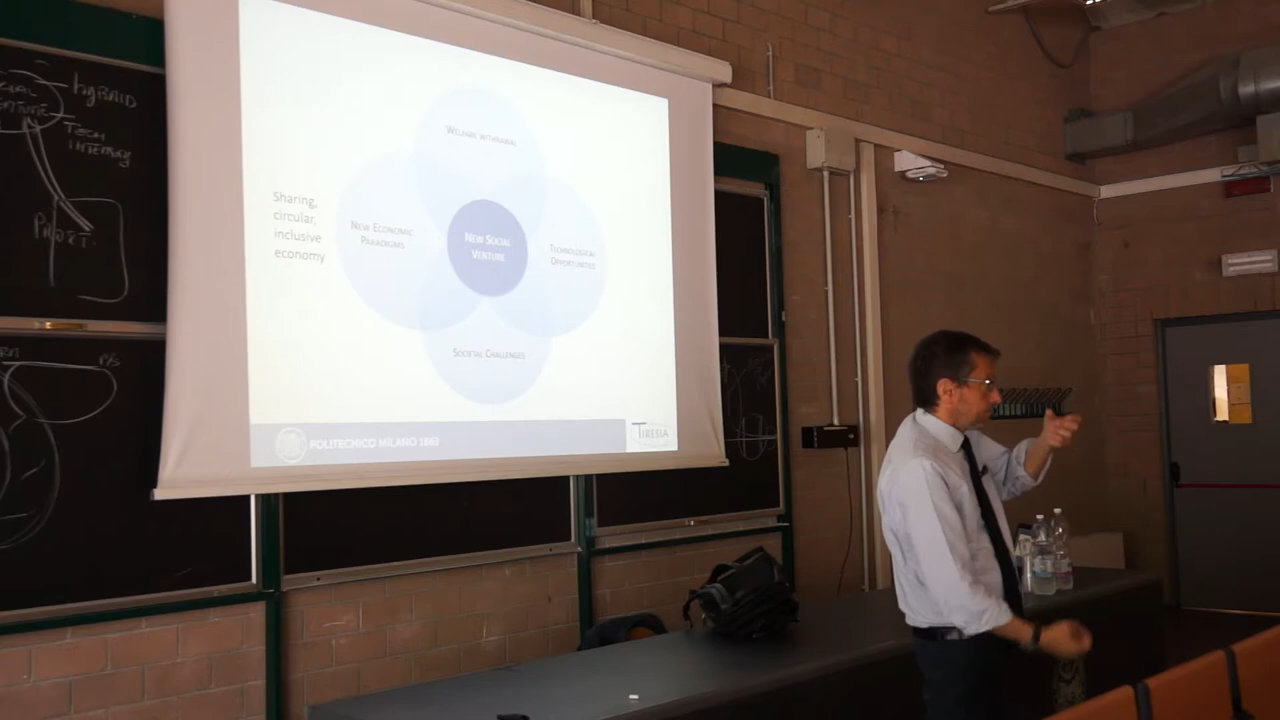 HYBRID
TECH
WELFARE WITHDRAWAL
Sharing,
circular,
inclusive
economy
NEW ECONOMIC
PARADIGMS
NEW SOCIAL
VENTURE
TECHNOLOGICAL
OPPORTUNITIES
SOCIETAL CHALLENGES
POLITECNICO MILANO 1863
TIRESIA